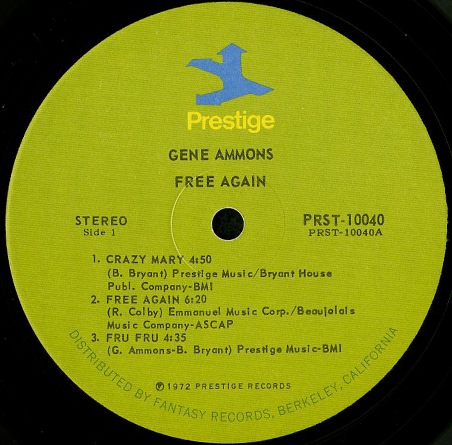 Prestige
GENE AMMONS
FREE AGAIN
STEREO
Side 1
PRST-10040
PRST-10040A
1. CRAZY MARY 4:50
(B. Bryant) Prestige Music/Bryant House
Publ. Company-BMI
2. FREE AGAIN 6:20
(R. Colby) Emmanuel Music Corp./Beaujolais
Music Company-ASCAP
3. FRU FRU 4:35
(G. Ammons-B. Bryant) Prestige Music-BMI
℗ 1972 PRESTIGE RECORDS
DISTRIBUTED BY FANTASY RECORDS, BERKELEY, CALIFORNIA